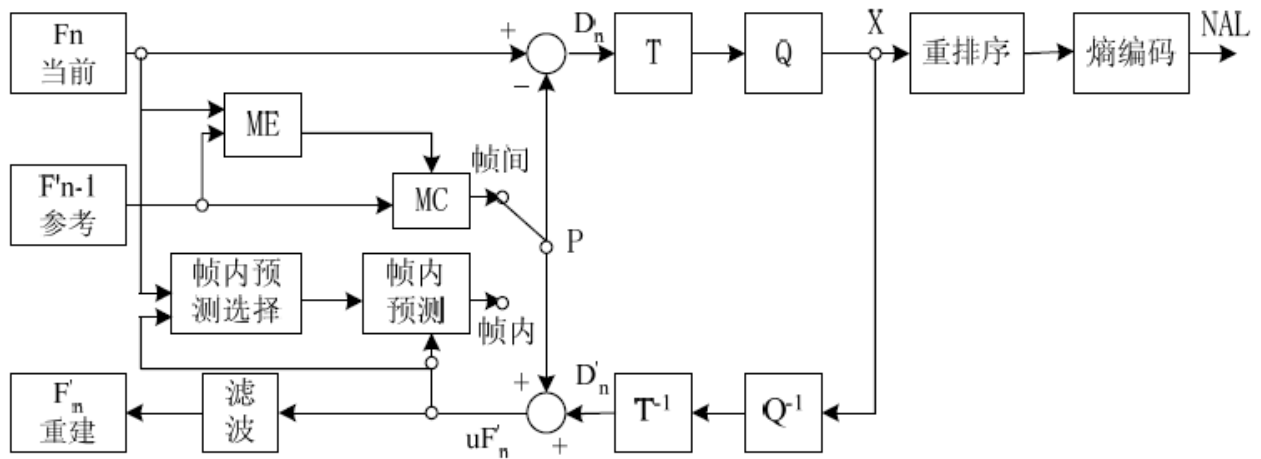 Fn
当前
+
−
Dn
T
Q
X
重排序
熵编码
NAL
ME
F'n-1
参考
MC
帧间
P
帧内预
测选择
帧内
预测
帧内
F'n
重建
滤
波
uF'n
+
+
D'n
T-1
Q-1